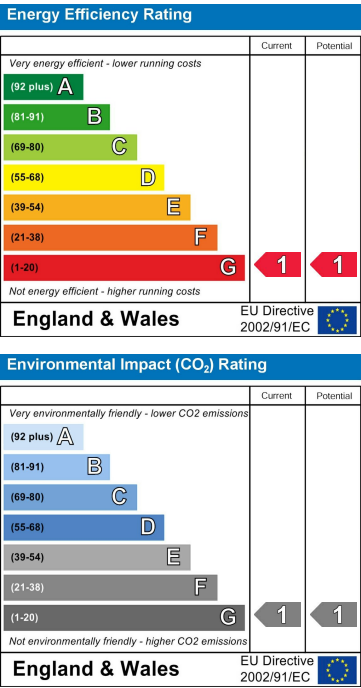 Energy Efficiency Rating
Current Potential
Very energy efficient - lower running costs
(92 plus) A
(81-91) B
(69-80) C
(55-68) D
(39-54) E
(21-38) F
(1-20) G 1 1
Not energy efficient - higher running costs
England & Wales
EU Directive
2002/91/EC
Environmental Impact (CO2) Rating
Current Potential
Very environmentally friendly - lower CO2 emissions
(92 plus) A
(81-91) B
(69-80) C
(55-68) D
(39-54) E
(21-38) F
(1-20) G 1 1
Not environmentally friendly - higher CO2 emissions
England & Wales
EU Directive
2002/91/EC